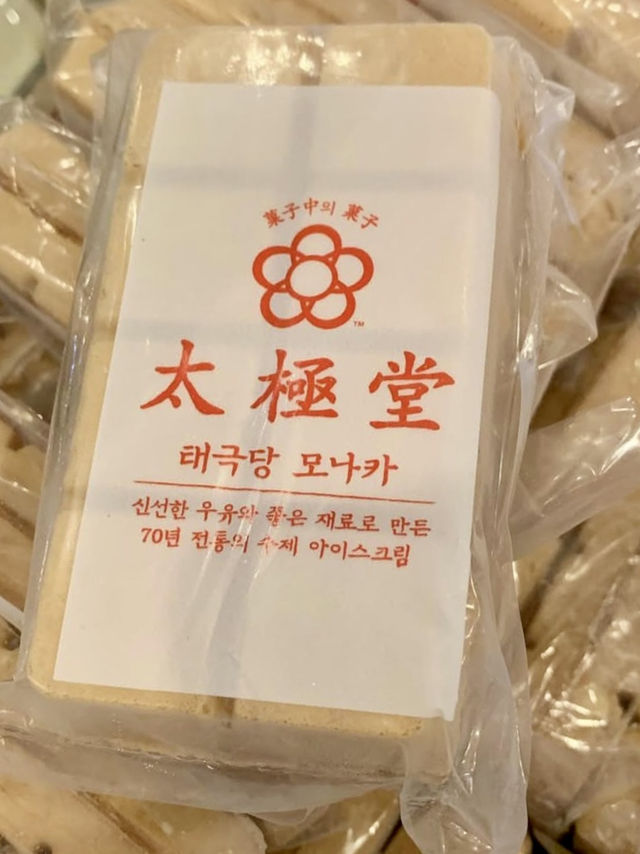 菓子中의 菓子
TM
太極堂
태극당 모나카
신선한 우유와 좋은 재료로 만든
70년 전통의 수제 아이스크림